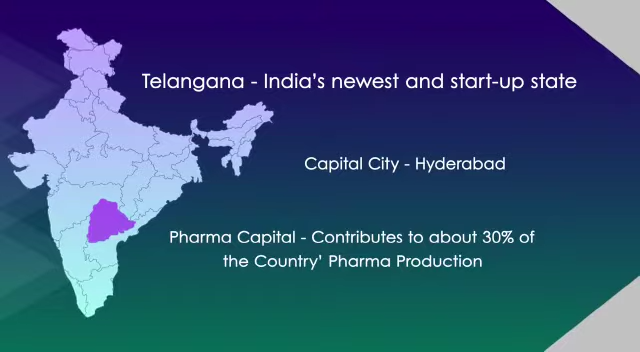 Telangana - India's newest and start-up state
Capital City - Hyderabad
Pharma Capital - Contributes to about 30% of
the Country' Pharma Production